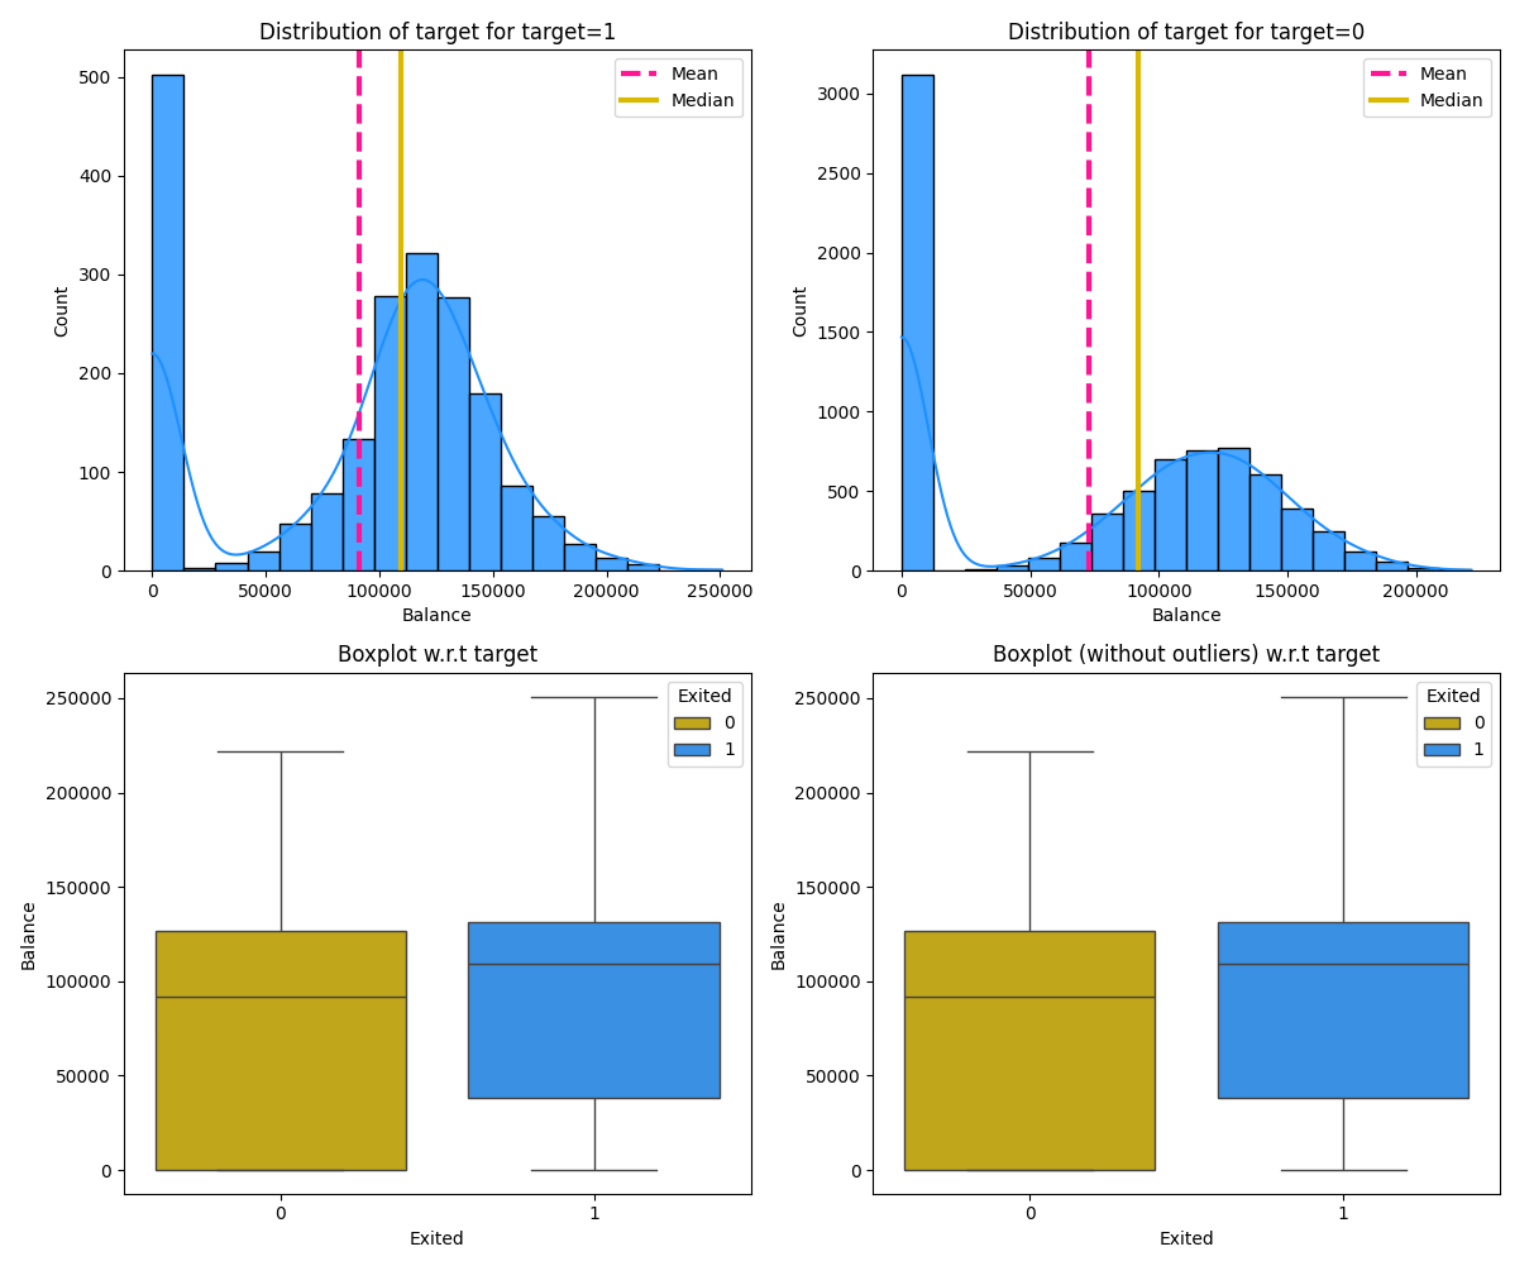 Distribution of target for target=1
500
400
300
200
100
0
Count
Mean
Median
0
50000
100000
150000
200000
250000
Balance
Distribution of target for target=0
3000
2500
2000
1500
1000
500
0
Count
Mean
Median
0
50000
100000
150000
200000
Balance
Boxplot w.r.t target
250000
200000
150000
100000
50000
0
Balance
Exited
0
1
0
1
Exited
Boxplot (without outliers) w.r.t target
250000
200000
150000
100000
50000
0
Balance
Exited
0
1
0
1
Exited